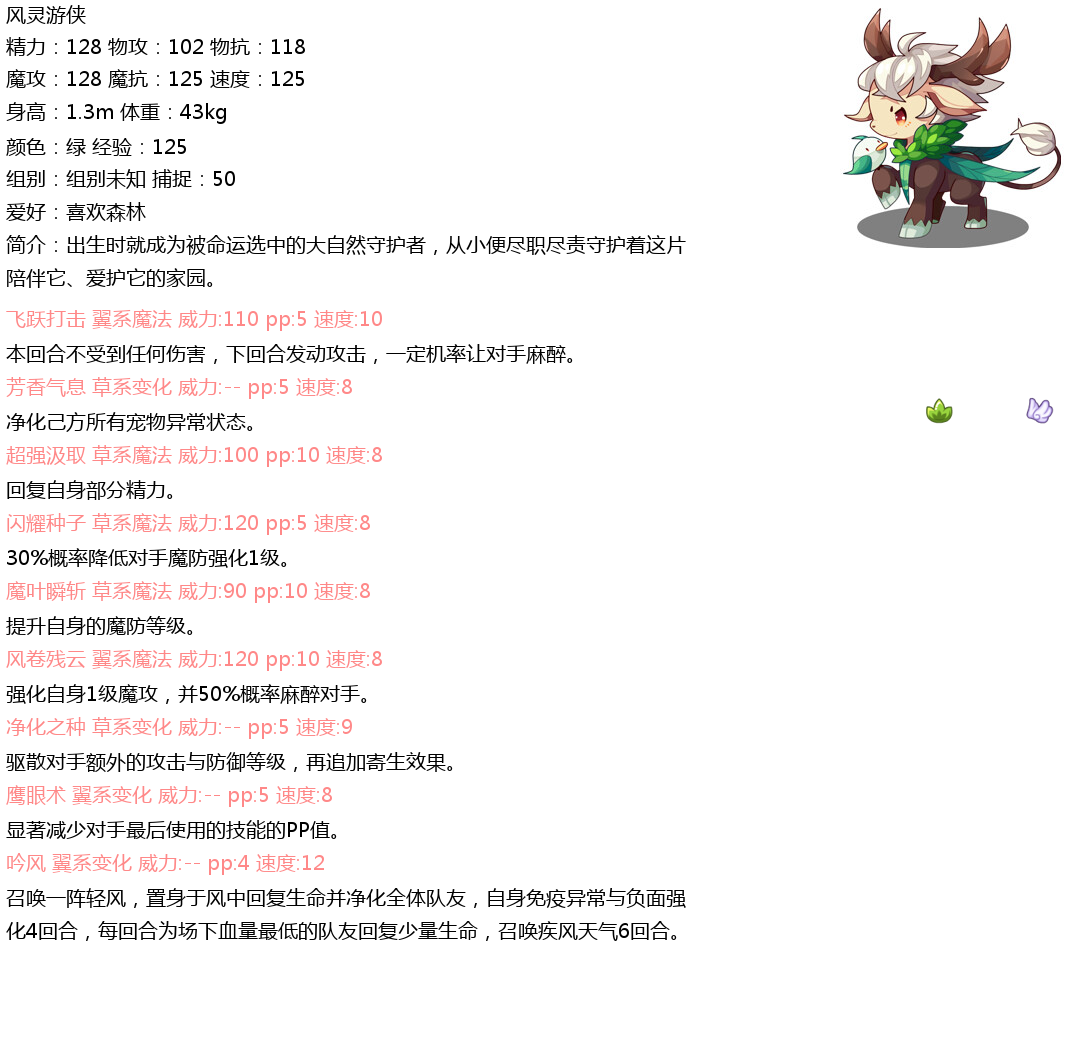 风灵游侠
精力：128 物攻：102 物抗：118
魔攻：128 魔抗：125 速度：125
身高：1.3m 体重：43kg
颜色：绿 经验：125
组别：组别未知 捕捉：50
爱好：喜欢森林
简介：出生时就成为被命运选中的大自然守护者，从小便尽职尽责守护着这片
陪伴它、爱护它的家园。
飞跃打击 翼系魔法 威力:110 pp:5 速度:10
本回合不受到任何伤害，下回合发动攻击，一定机率让对手麻醉。
芳香气息 草系变化 威力:-- pp:5 速度:8
净化己方所有宠物异常状态。
超强汲取 草系魔法 威力:100 pp:10 速度:8
回复自身部分精力。
闪耀种子 草系魔法 威力:120 pp:5 速度:8
30%概率降低对手魔防强化1级。
魔叶瞬斩 草系魔法 威力:90 pp:10 速度:8
提升自身的魔防等级。
风卷残云 翼系魔法 威力:120 pp:10 速度:8
强化自身1级魔攻，并50%概率麻醉对手。
净化之种 草系变化 威力:-- pp:5 速度:9
驱散对手额外的攻击与防御等级，再追加寄生效果。
鹰眼术 翼系变化 威力:-- pp:5 速度:8
显著减少对手最后使用的技能的PP值。
吟风 翼系变化 威力:-- pp:4 速度:12
召唤一阵轻风，置身于风中回复生命并净化全体队友，自身免疫异常与负面强
化4回合，每回合为场下血量最低的队友回复少量生命，召唤疾风天气6回合。